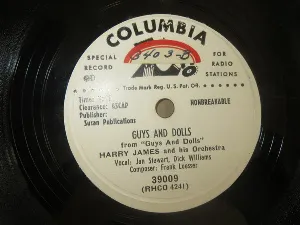 COLUMBIA
SPECIAL RECORD
FOR RADIO STATIONS
Trade Mark Reg. U.S. Pat. Off.
Clearance: ASCAP
NONBREAKABLE
Publisher:
Susan Publications
GUYS AND DOLLS
from "Guys And Dolls"
HARRY JAMES and his Orchestra
Vocal: Jan Stewart, Dick Williams
Composer: Frank Loesser
39009
(RHCO 4241)